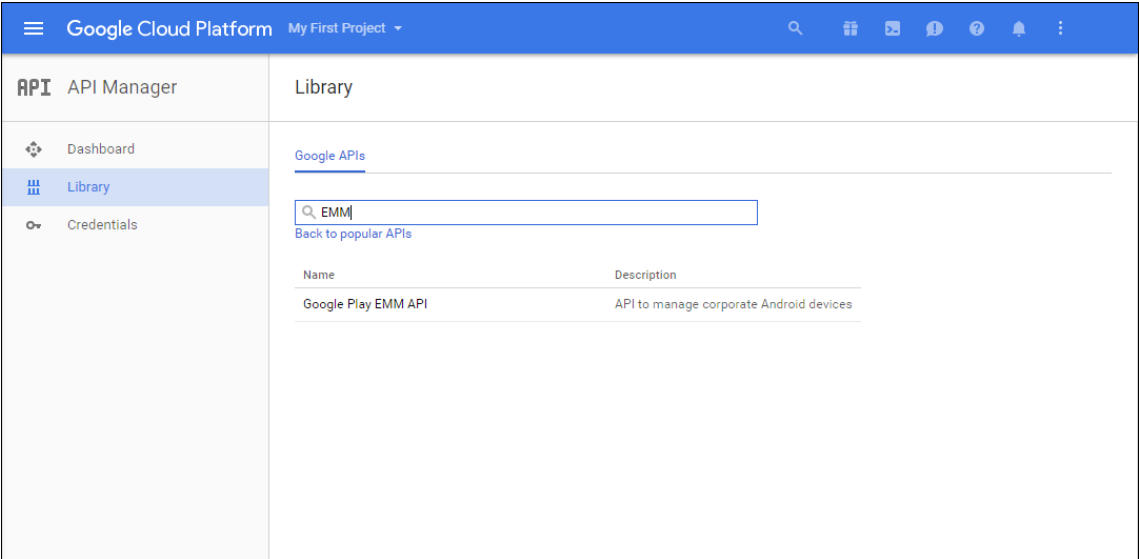 Google Cloud Platform My First Project
API API Manager
Library
Dashboard
Library
Credentials
Google APIs
EMM
Back to popular APIs
Name Description
Google Play EMM API API to manage corporate Android devices